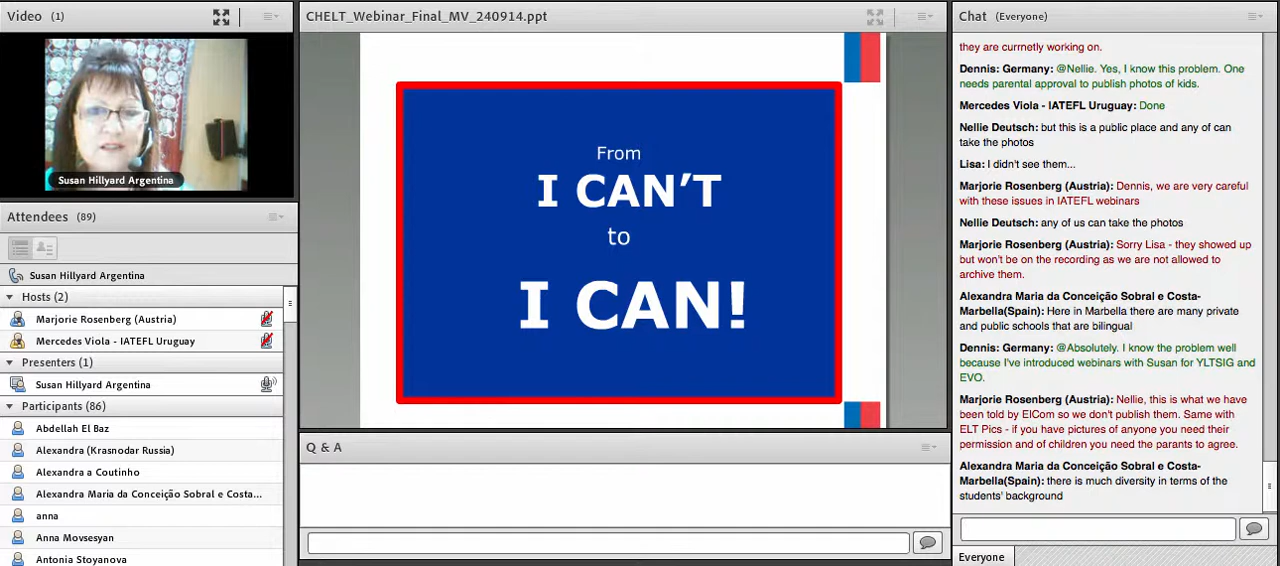 Video (1)
Susan Hillyard Argentina
Attendees (89)
Susan Hillyard Argentina
Hosts (2)
Marjorie Rosenberg (Austria)
Mercedes Viola - IATEFL Uruguay
Presenters (1)
Susan Hillyard Argentina
Participants (86)
Abdellah El Baz
Alexandra (Krasnodar Russia)
Alexandra a Coutinho
Alexandra Maria da Conceição Sobral e Costa...
anna
Anna Movsesyan
Antonia Stoyanova
CHELT_Webinar_Final_MV_240914.ppt
From
I CAN'T
to
I CAN!
Q & A
Chat (Everyone)
they are currnetly working on.
Dennis: Germany: @Nellie. Yes, I know this problem. One
needs parental approval to publish photos of kids.
Mercedes Viola - IATEFL Uruguay: Done
Nellie Deutsch: but this is a public place and any of can
take the photos
Lisa: I didn't see them...
Marjorie Rosenberg (Austria): Dennis, we are very careful
with these issues in IATEFL webinars
Nellie Deutsch: any of us can take the photos
Marjorie Rosenberg (Austria): Sorry Lisa - they showed up
but won't be on the recording as we are not allowed to
archive them.
Alexandra Maria da Conceição Sobral e Costa-
Marbella(Spain): Here in Marbella there are many private
and public schools that are bilingual
Dennis: Germany: @Absolutely. I know the problem well
because I've introduced webinars with Susan for YLTSIG and
EVO.
Marjorie Rosenberg (Austria): Nellie, this is what we have
been told by ElCom so we don't publish them. Same with
ELT Pics - if you have pictures of anyone you need their
permission and of children you need the parants to agree.
Alexandra Maria da Conceição Sobral e Costa-
Marbella(Spain): there is much diversity in terms of the
students' background
Everyone